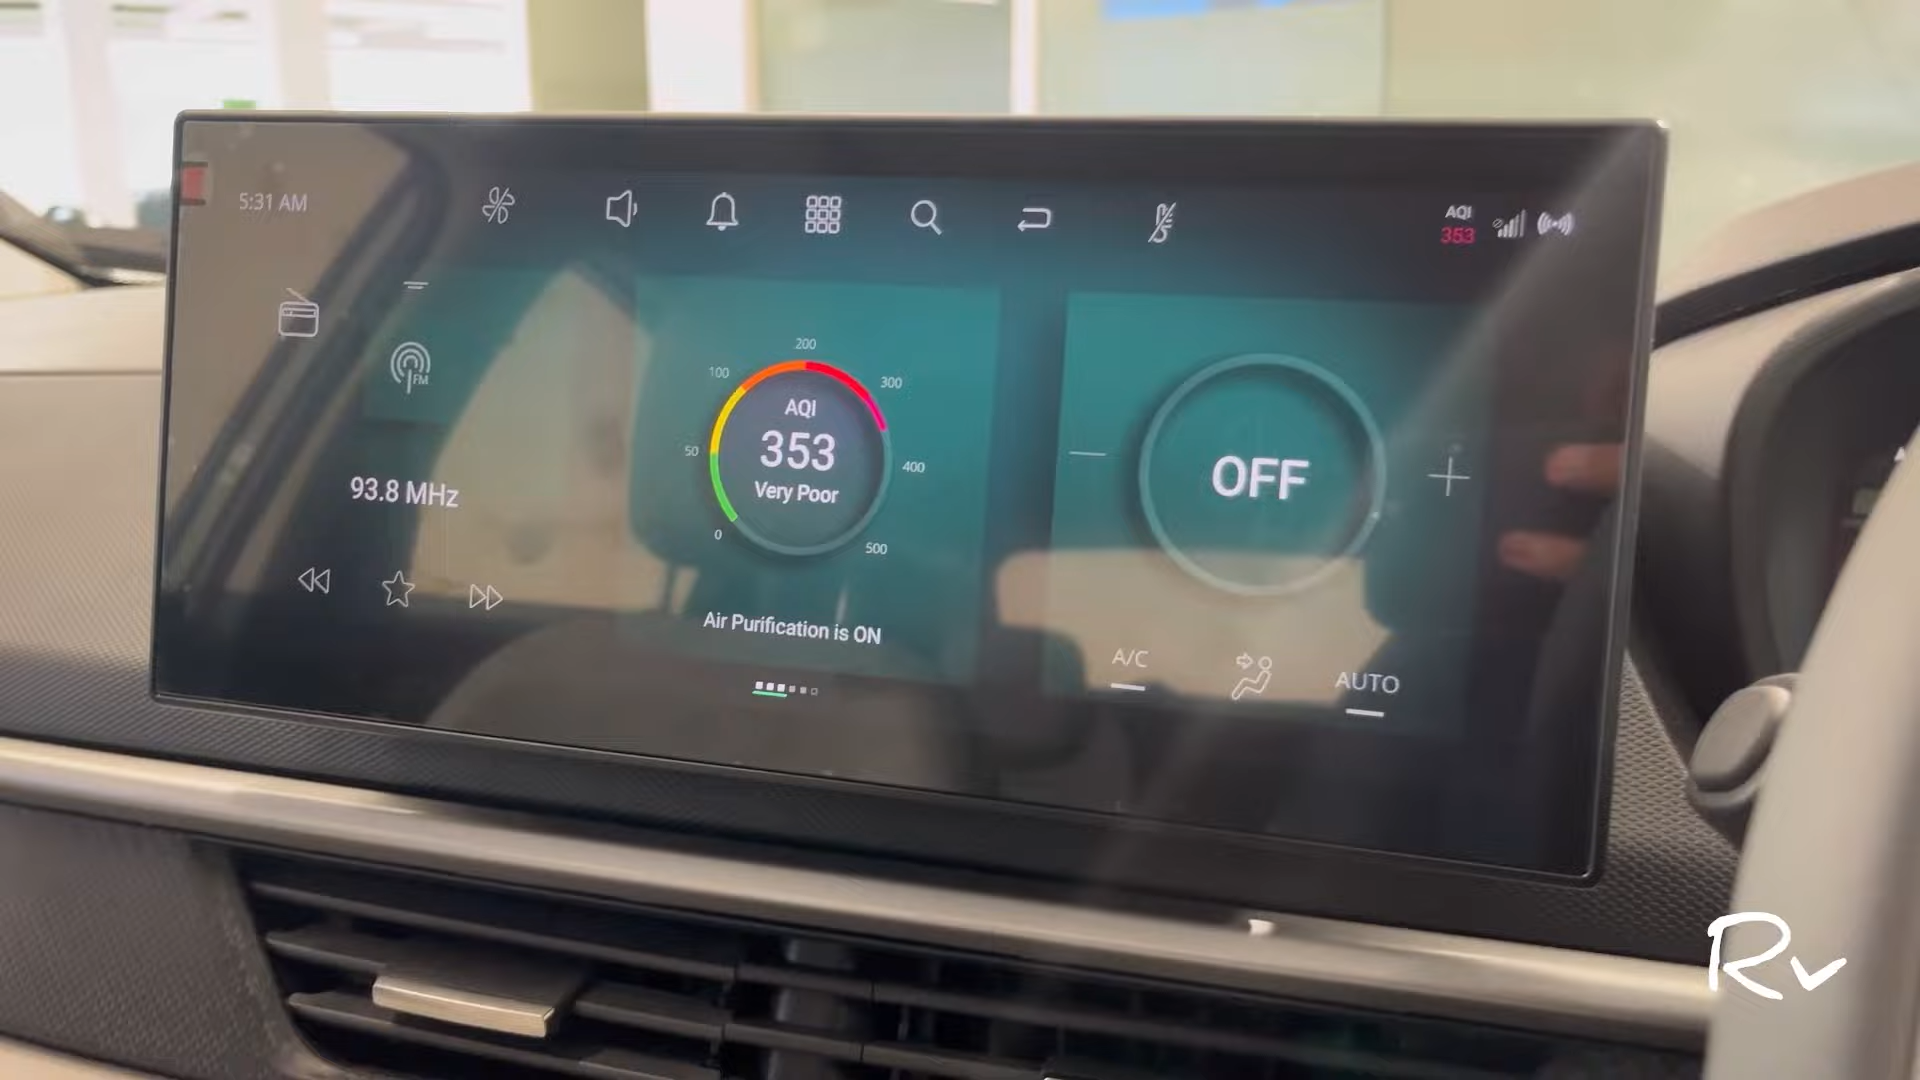 5:31 AM
AQI
353
FM
93.8 MHz
200
100
300
50
400
0
500
AQI
353
Very Poor
Air Purification is ON
OFF
A/C
AUTO
Rv